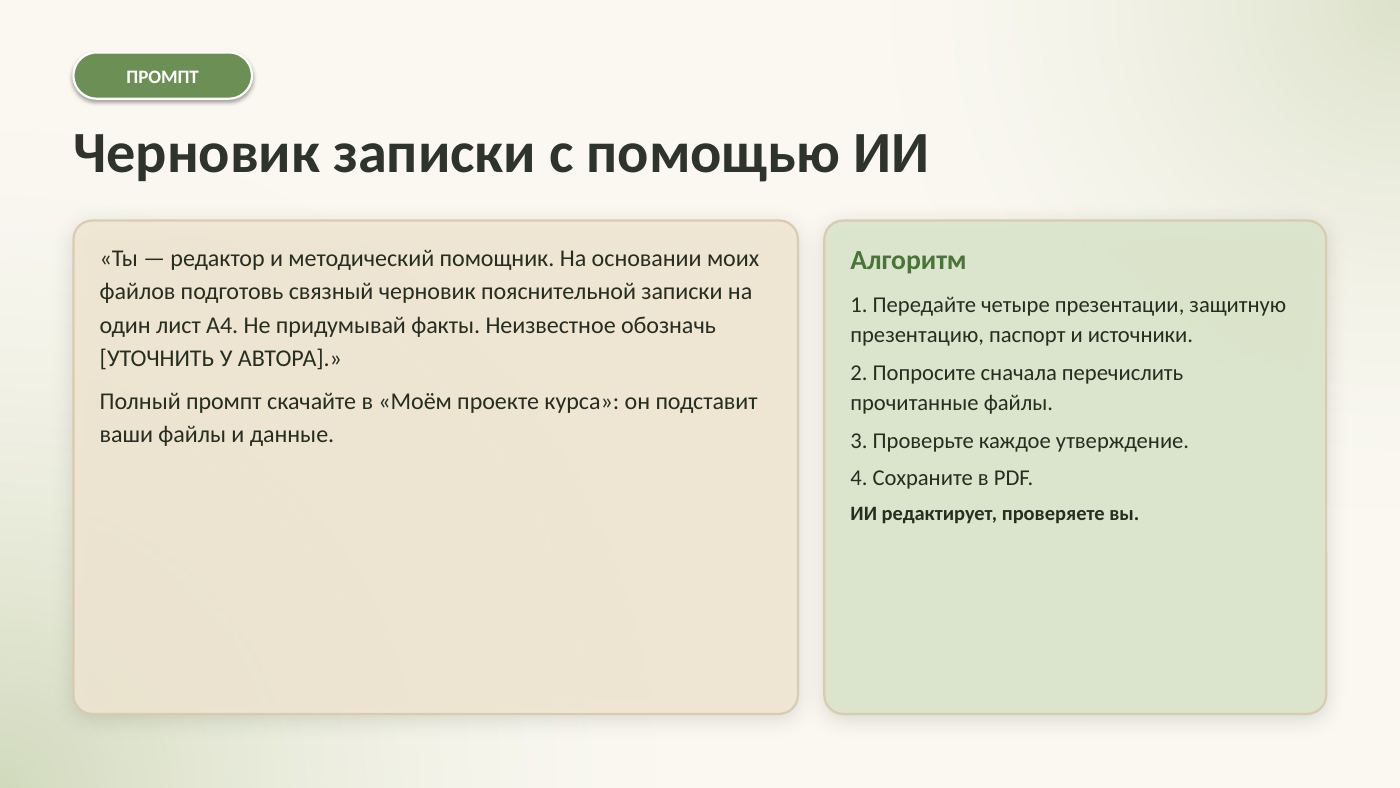 ПРОМПТ
Черновик записки с помощью ИИ
«Ты — редактор и методический помощник. На основании моих
файлов подготовь связный черновик пояснительной записки на
один лист А4. Не придумывай факты. Неизвестное обозначь
[УТОЧНИТЬ У АВТОРА].»
Полный промпт скачайте в «Моём проекте курса»: он подставит
ваши файлы и данные.
Алгоритм
1. Передайте четыре презентации, защитную
презентацию, паспорт и источники.
2. Попросите сначала перечислить
прочитанные файлы.
3. Проверьте каждое утверждение.
4. Сохраните в PDF.
ИИ редактирует, проверяете вы.